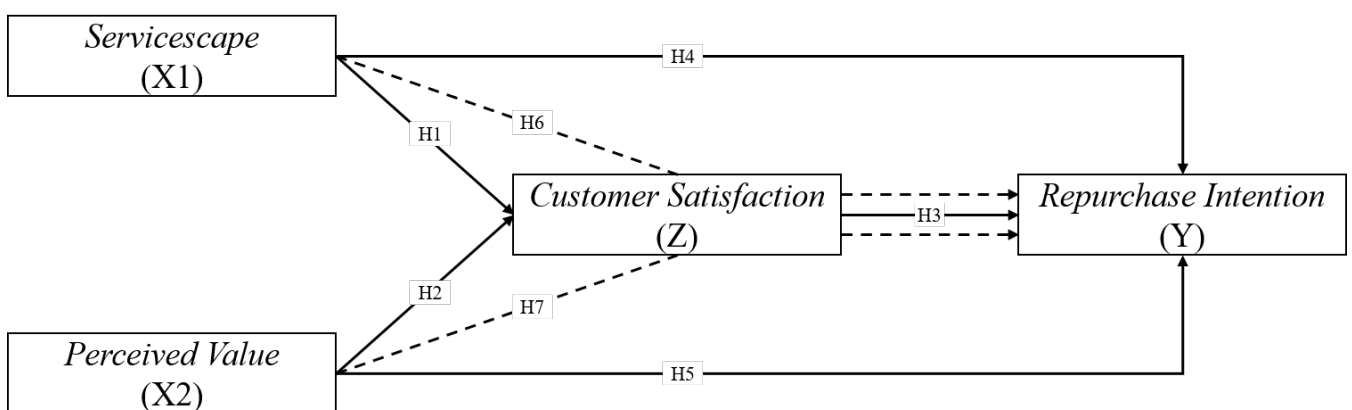 Servicescape
(X1)
H4
H6
H1
Customer Satisfaction
(Z)
H3
Repurchase Intention
(Y)
H2
H7
Perceived Value
(X2)
H5